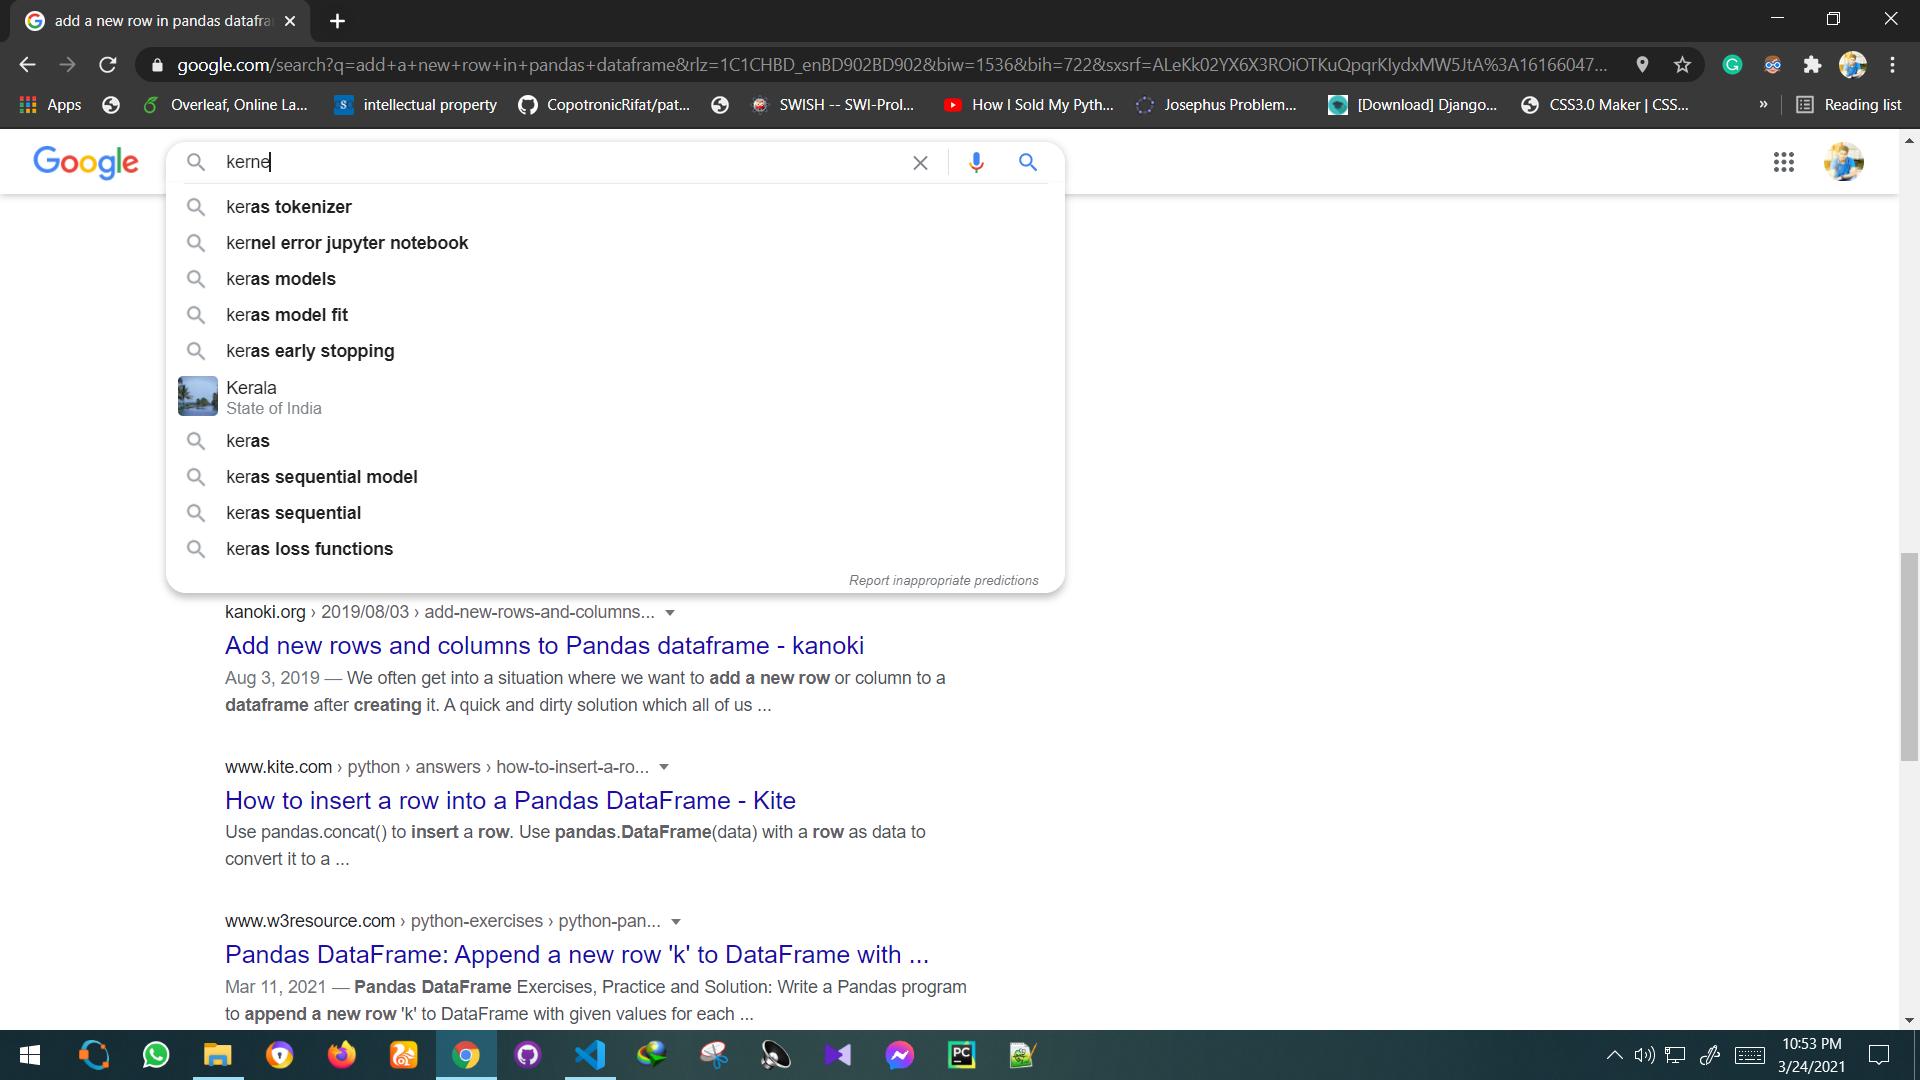 add a new row in pandas datafra
google.com/search?q=add+a+new+row+in+pandas+dataframe&rlz=1C1CHBD_enBD902BD902&biw=1536&bih=722&sxsrf=ALeKk02YX6X3ROiOTKuQpqrKIydxMW5JtA%3A16166047...
Apps Overleaf, Online La... intellectual property CopotronicRifat/pat... SWISH -- SWI-Prol... How I Sold My Pyth... Josephus Problem... [Download] Django... CSS3.0 Maker | CSS... » Reading list
Google kerne
keras tokenizer
kernel error jupyter notebook
keras models
keras model fit
keras early stopping
Kerala
State of India
keras
keras sequential model
keras sequential
keras loss functions
Report inappropriate predictions
kanoki.org › 2019/08/03 › add-new-rows-and-columns...
Add new rows and columns to Pandas dataframe - kanoki
Aug 3, 2019 — We often get into a situation where we want to add a new row or column to a
dataframe after creating it. A quick and dirty solution which all of us ...
www.kite.com › python › answers › how-to-insert-a-ro...
How to insert a row into a Pandas DataFrame - Kite
Use pandas.concat() to insert a row. Use pandas.DataFrame(data) with a row as data to
convert it to a ...
www.w3resource.com › python-exercises › python-pan...
Pandas DataFrame: Append a new row 'k' to DataFrame with ...
Mar 11, 2021 — Pandas DataFrame Exercises, Practice and Solution: Write a Pandas program
to append a new row 'k' to DataFrame with given values for each ...
10:53 PM
3/24/2021